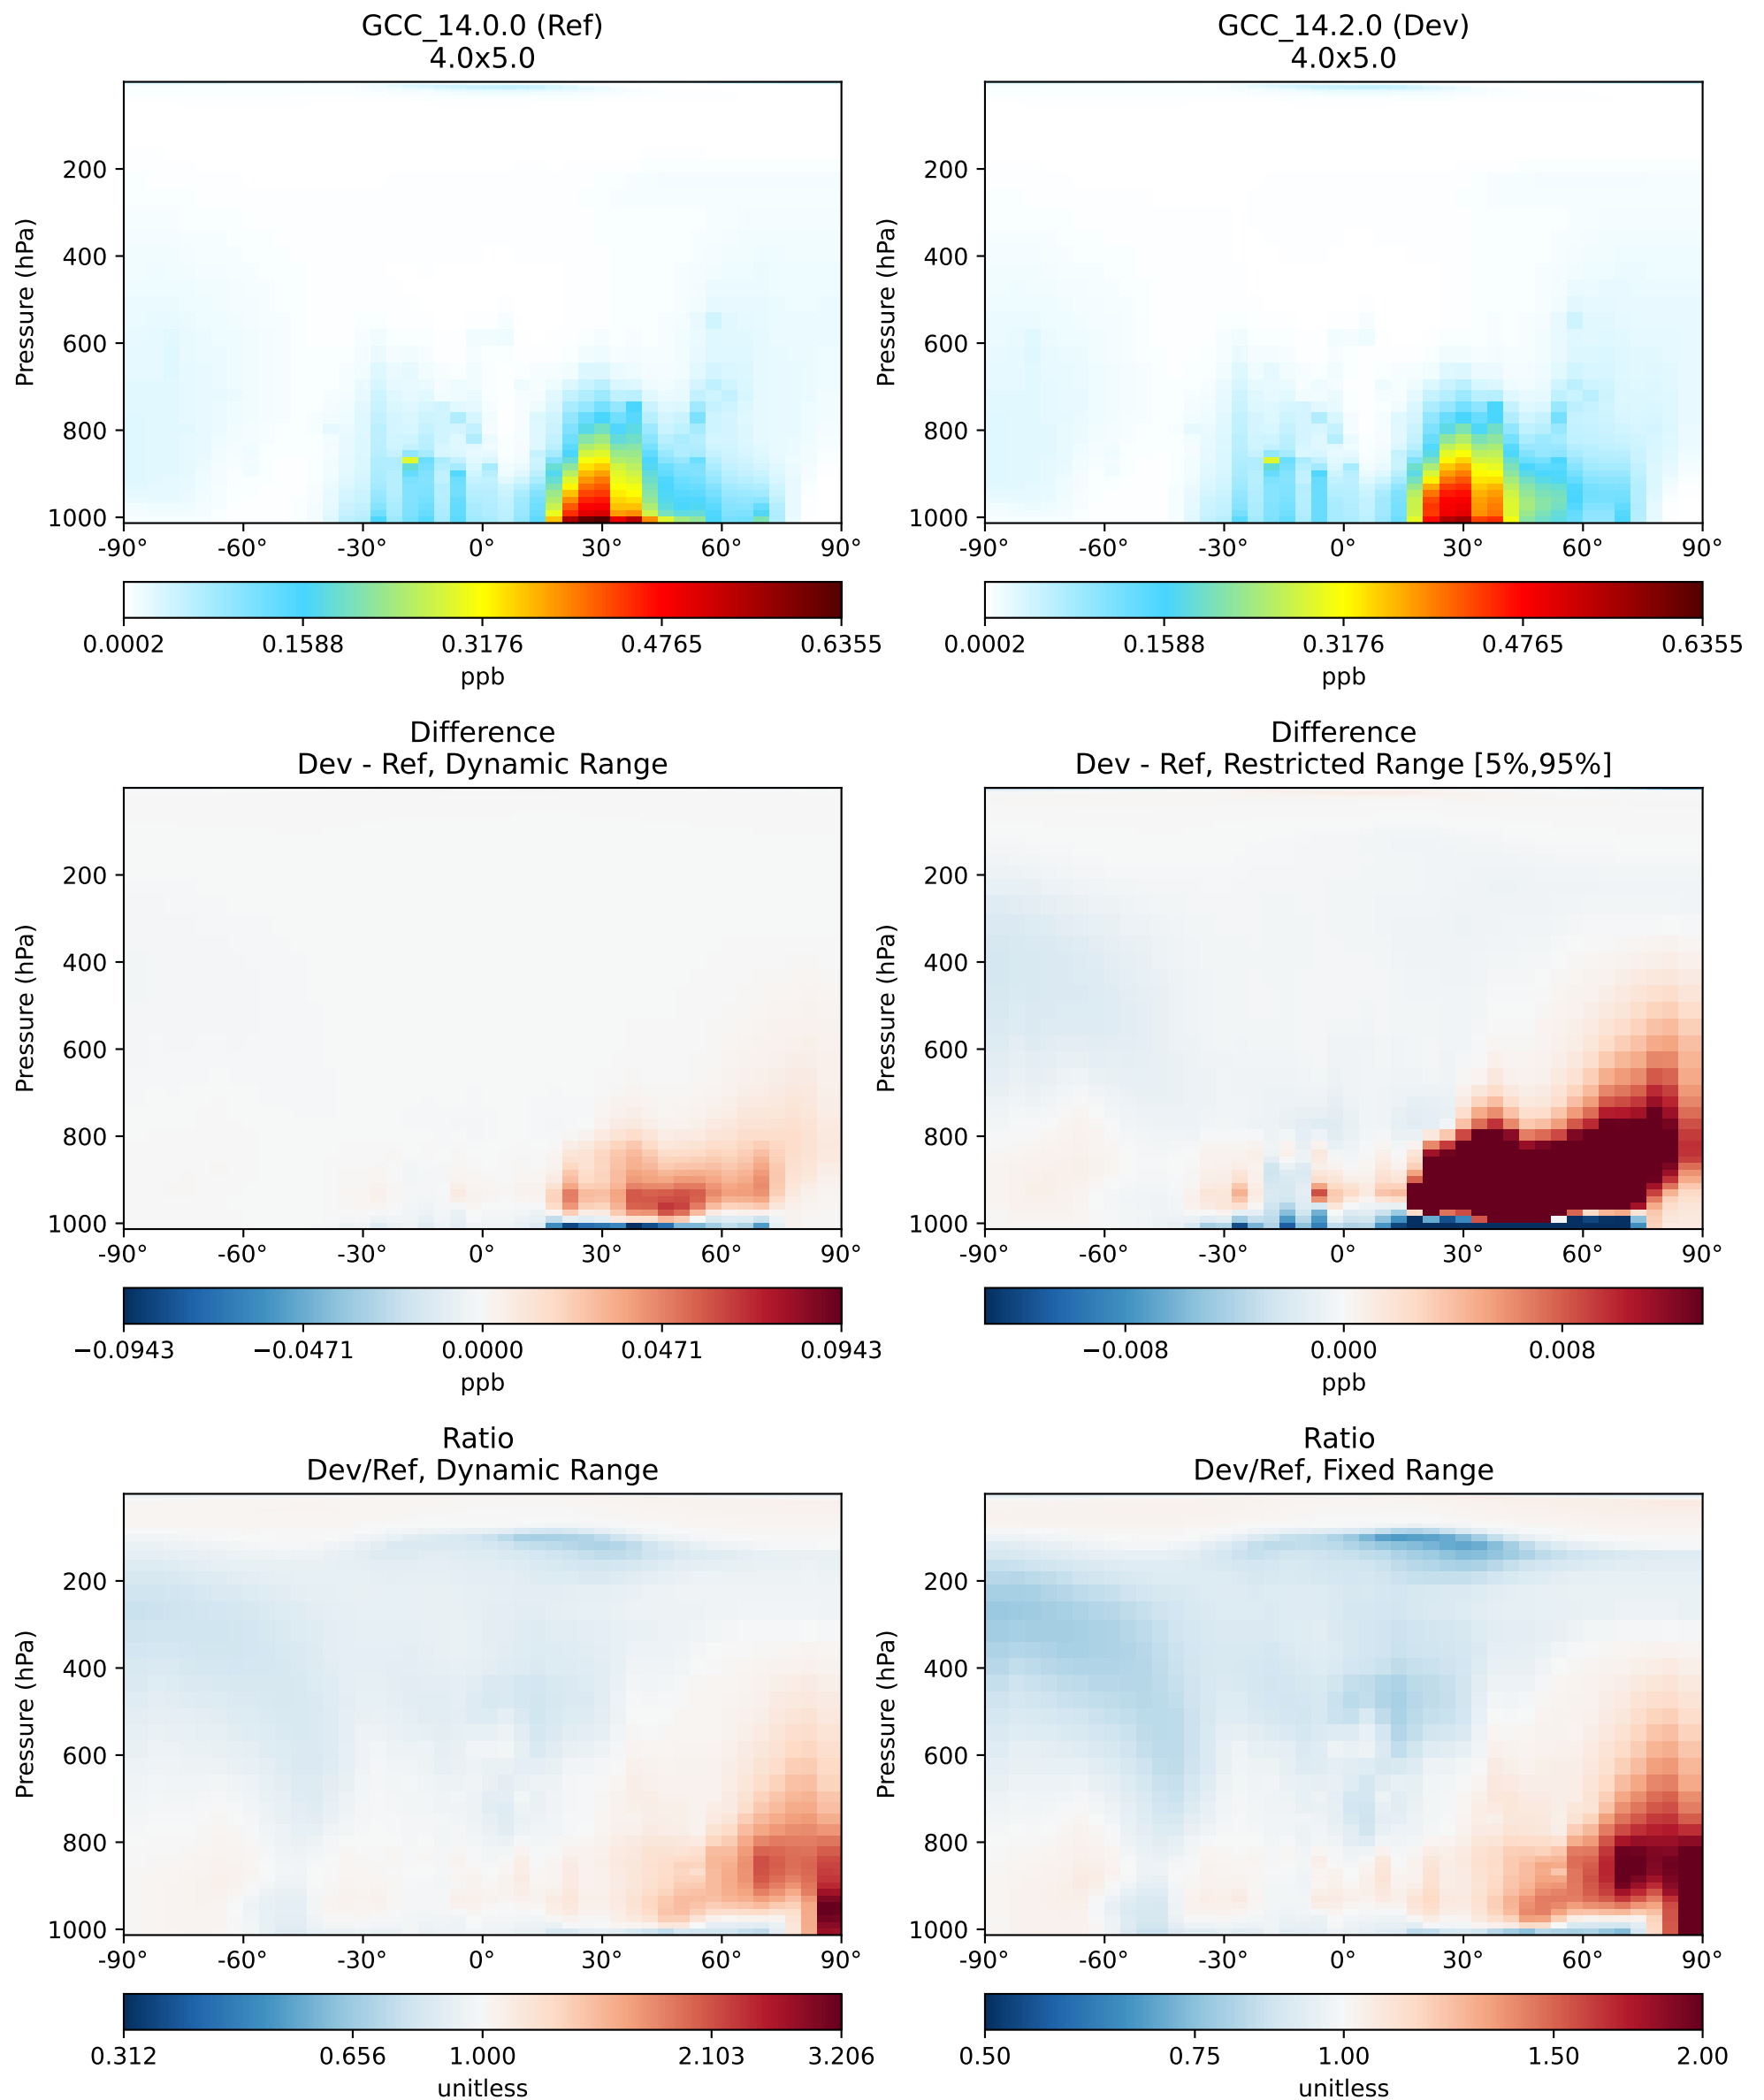 GCC_14.0.0 (Ref)
4.0x5.0
Pressure (hPa)
200
400
600
800
1000
-90° -60° -30° 0° 30° 60° 90°
0.0002 0.1588 0.3176 0.4765 0.6355
ppb
GCC_14.2.0 (Dev)
4.0x5.0
Pressure (hPa)
200
400
600
800
1000
-90° -60° -30° 0° 30° 60° 90°
0.0002 0.1588 0.3176 0.4765 0.6355
ppb
Difference
Dev - Ref, Dynamic Range
Pressure (hPa)
200
400
600
800
1000
-90° -60° -30° 0° 30° 60° 90°
−0.0943 −0.0471 0.0000 0.0471 0.0943
ppb
Difference
Dev - Ref, Restricted Range [5%,95%]
Pressure (hPa)
200
400
600
800
1000
-90° -60° -30° 0° 30° 60° 90°
−0.008 0.000 0.008
ppb
Ratio
Dev/Ref, Dynamic Range
Pressure (hPa)
200
400
600
800
1000
-90° -60° -30° 0° 30° 60° 90°
0.312 0.656 1.000 2.103 3.206
unitless
Ratio
Dev/Ref, Fixed Range
Pressure (hPa)
200
400
600
800
1000
-90° -60° -30° 0° 30° 60° 90°
0.50 0.75 1.00 1.50 2.00
unitless